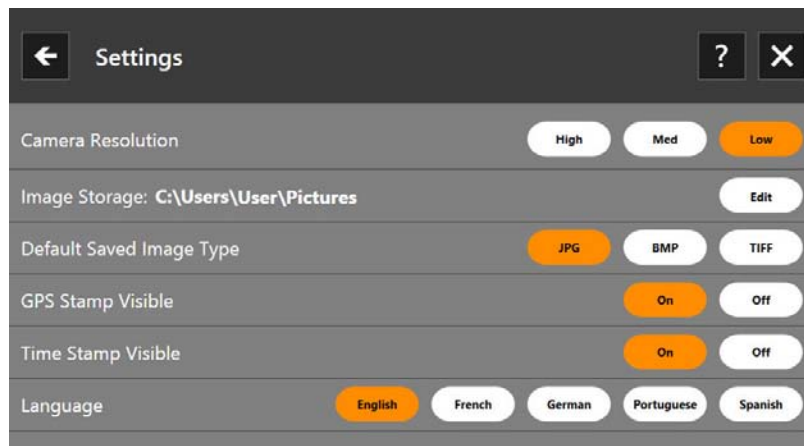 Settings ?
Camera Resolution High Med Low
Image Storage: C:\Users\User\Pictures Edit
Default Saved Image Type JPG BMP TIFF
GPS Stamp Visible On Off
Time Stamp Visible On Off
Language English French German Portuguese Spanish